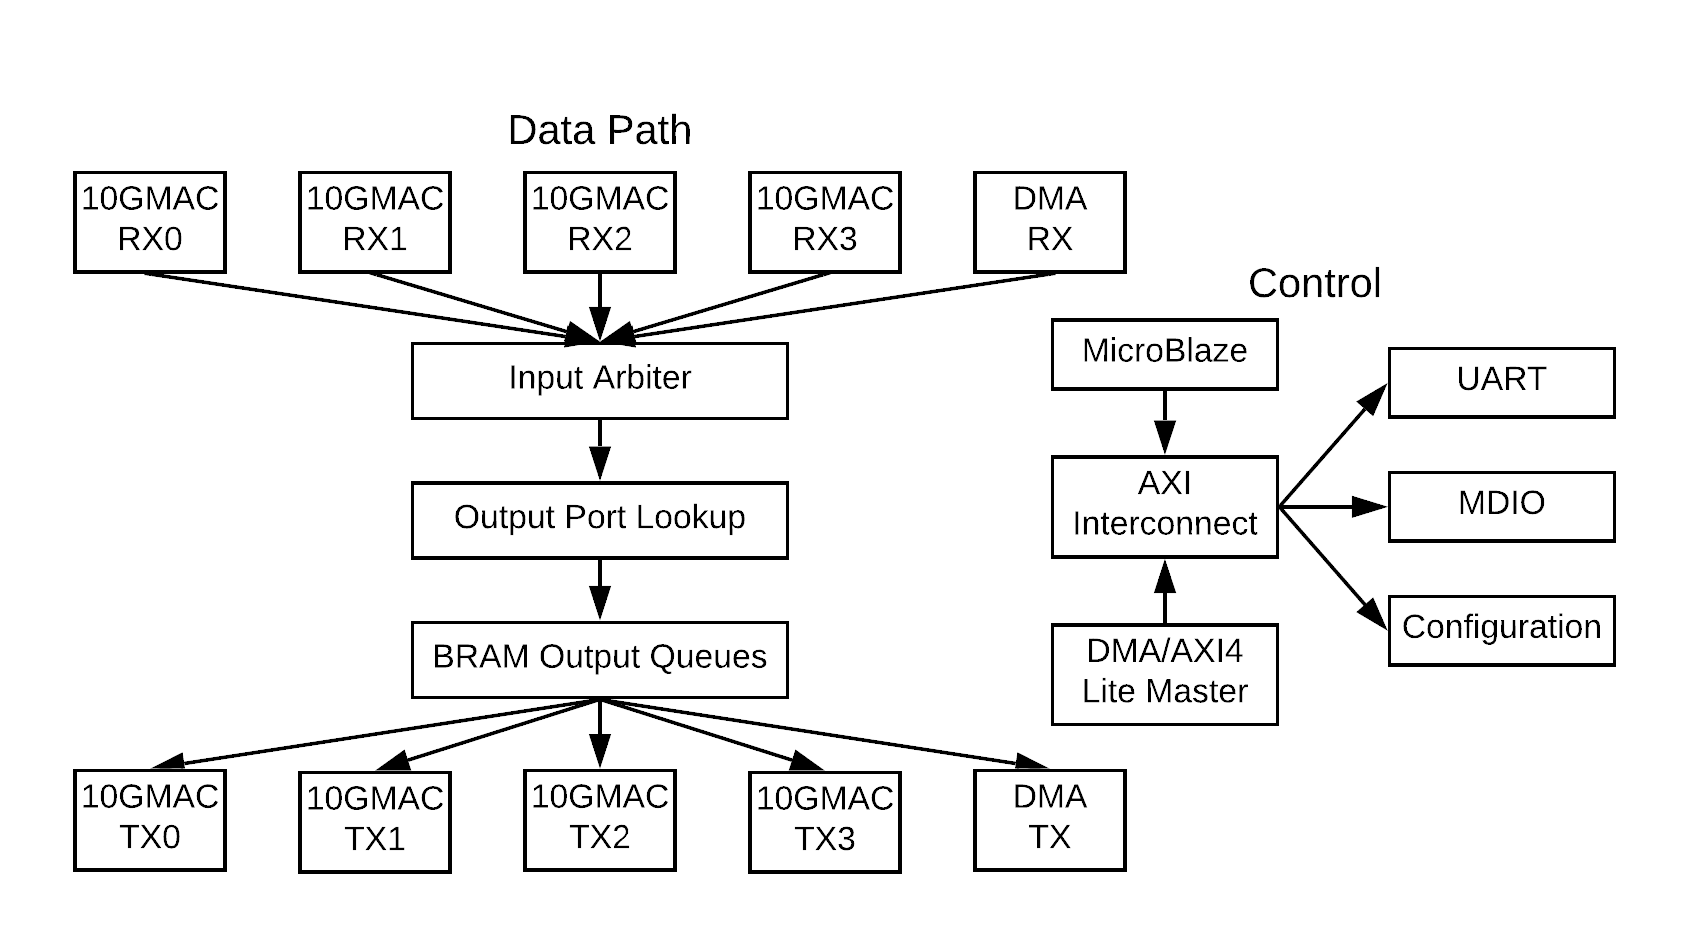 Data Path
10GMAC
RX0
10GMAC
RX1
10GMAC
RX2
10GMAC
RX3
DMA
RX
Input Arbiter
Output Port Lookup
BRAM Output Queues
10GMAC
TX0
10GMAC
TX1
10GMAC
TX2
10GMAC
TX3
DMA
TX
Control
MicroBlaze
AXI
Interconnect
DMA/AXI4
Lite Master
UART
MDIO
Configuration